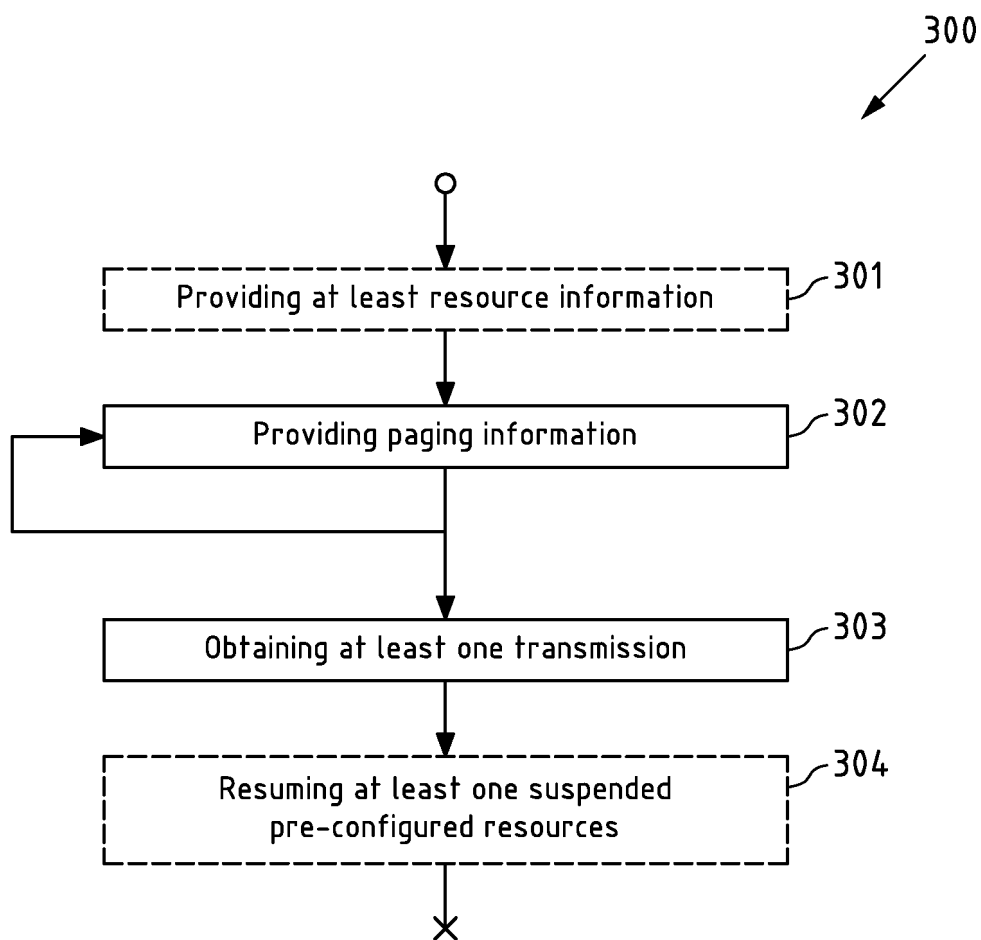 300
Providing at least resource information
301
Providing paging information
302
Obtaining at least one transmission
303
Resuming at least one suspended
pre-configured resources
304